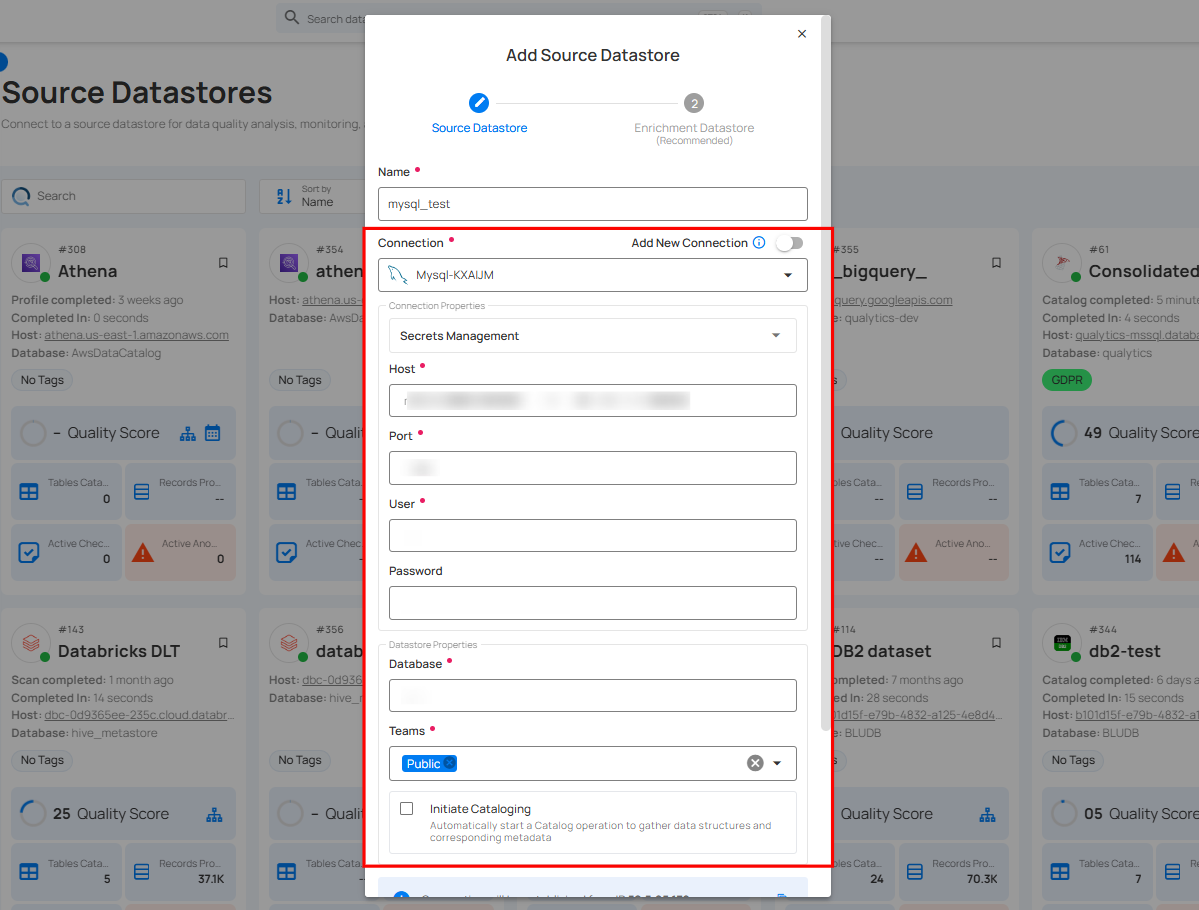 Search data
×
Add Source Datastore
2
Source Datastore
Enrichment Datastore
(Recommended)
Name
mysql_test
Connection
Add New Connection
Mysql-KXAIJM
Connection Properties
Secrets Management
Host
Port
User
Password
Datastore Properties
Database
Teams
Public
Initiate Cataloging
Automatically start a Catalog operation to gather data structures and
corresponding metadata
Source Datastores
Connect to a source datastore for data quality analysis, monitoring,
Search
Sort by
Name
#308
Athena
Profile completed: 3 weeks ago
Completed In: 0 seconds
Host: athena.us-east-1.amazonaws.com
Database: AwsDataCatalog
No Tags
– Quality Score
Tables Cata...
0
Records Pro...
--
Active Chec...
0
Active Ano...
0
#354
athen
Host: athena.us-
Database: AwsDa
No Tags
– Quali
Tables Cata
Active Chec
#355
_bigquery_
query.googleapis.com
qualytics-dev
Quality Score
bles Cata...
--
Records Pro...
--
tive Chec...
--
Active Ano...
--
#61
Consolidated
Catalog completed: 5 minute
Completed In: 4 seconds
Host: qualytics-mssql.databa
Database: qualytics
GDPR
49 Quality Score
Tables Cata...
7
Active Chec...
114
#143
Databricks DLT
Scan completed: 1 month ago
Completed In: 14 seconds
Host: dbc-0d9365ee-235c.cloud.databr...
Database: hive_metastore
No Tags
25 Quality Score
Tables Cata...
5
Records Pro...
37.1K
#356
datab
Host: dbc-0d936
Database: hive_r
No Tags
– Quali
Tables Cata
#114
DB2 dataset
mpleted: 7 months ago
ed In: 28 seconds
b101d15f-e79b-4832-a125-4e8d4...
e: BLUDB
Quality Score
bles Cata...
24
Records Pro...
70.3K
#344
db2-test
Catalog completed: 6 days a
Completed In: 15 seconds
Host: b101d15f-e79b-4832-a1
Database: BLUDB
No Tags
05 Quality Score
Tables Cata...
7